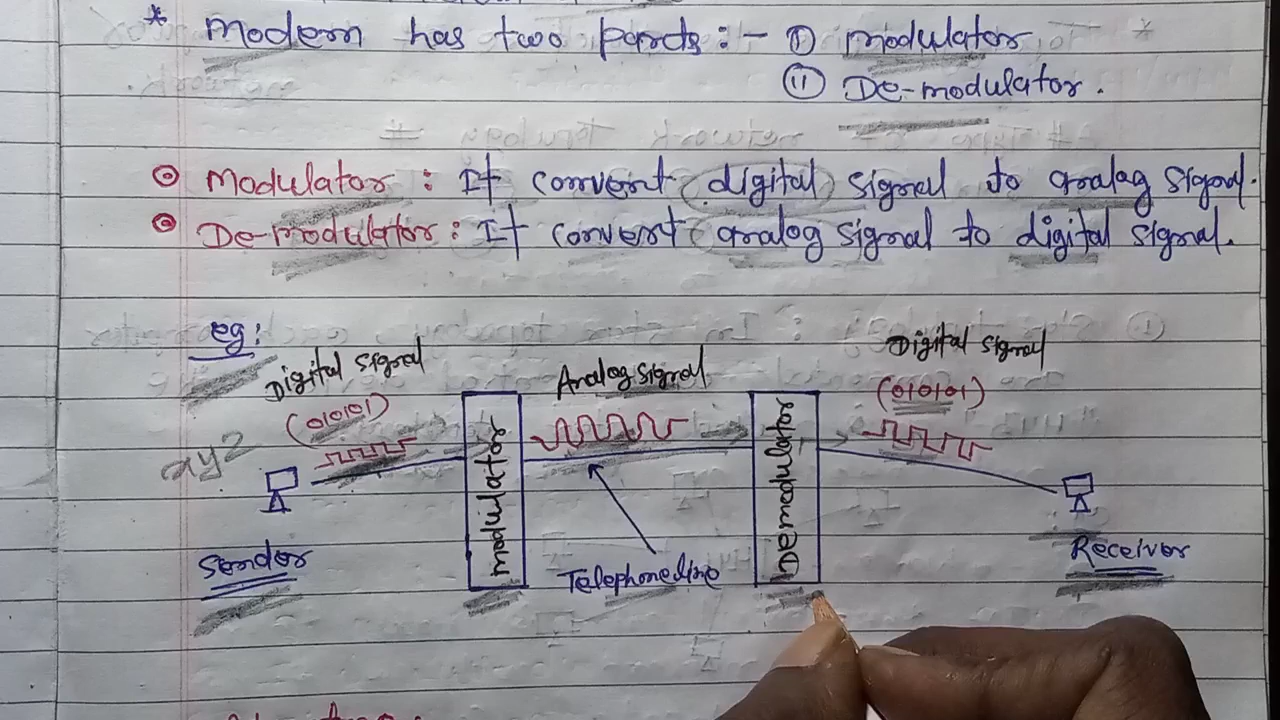 * Modem has two parts :- (I) modulator
(II) De-modulator.
Modulator : It convert digital signal to analog signal.
De-modulator : It convert analog signal to digital signal.
eg:
Digital signal
(010101)
Analog signal
Digital signal
(010101)
xy2
modulator
Demodulator
Sender
Telephone line
Receiver